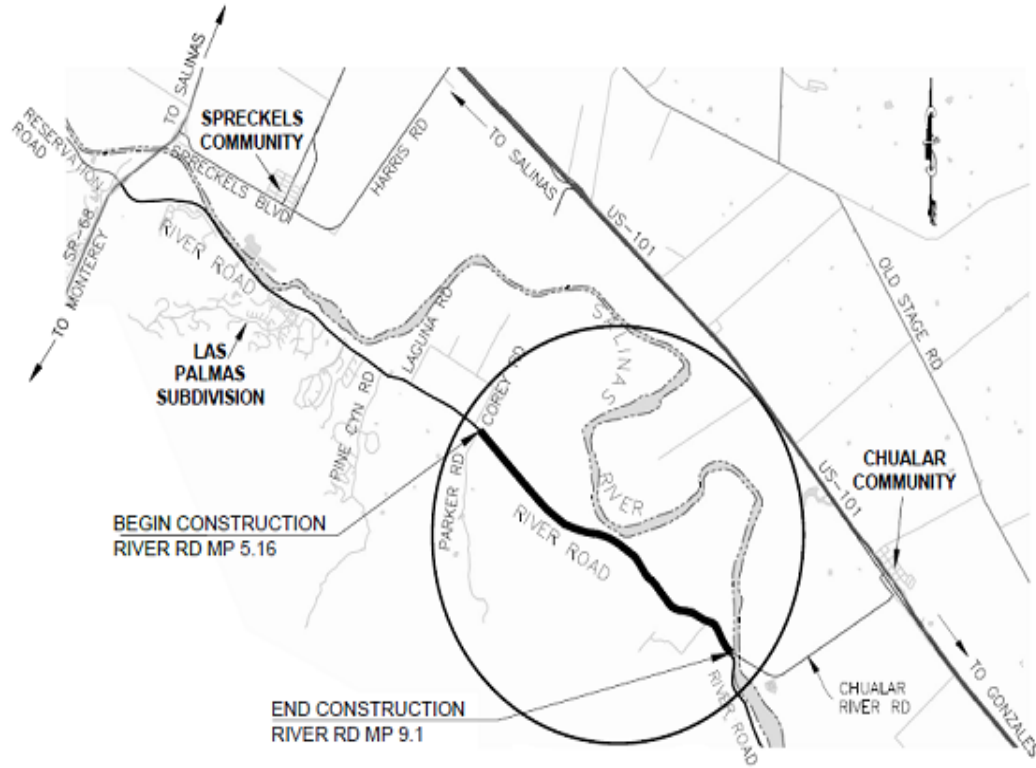 TO SALINAS
RESERVATION
ROAD
SPRECKELS
COMMUNITY
SPRECKELS BLVD
HARRIS RD
TO SALINAS
US-101
OLD STAGE RD
SR-68
TO MONTEREY
RIVER ROAD
LAS
PALMAS
SUBDIVISION
PINE CYN RD
LAGUNA RD
COREY RD
SALINAS
RIVER
PARKER RD
BEGIN CONSTRUCTION
RIVER RD MP 5.16
RIVER ROAD
US-101
CHUALAR
COMMUNITY
END CONSTRUCTION
RIVER RD MP 9.1
RIVER ROAD
CHUALAR
RIVER RD
TO GONZALES